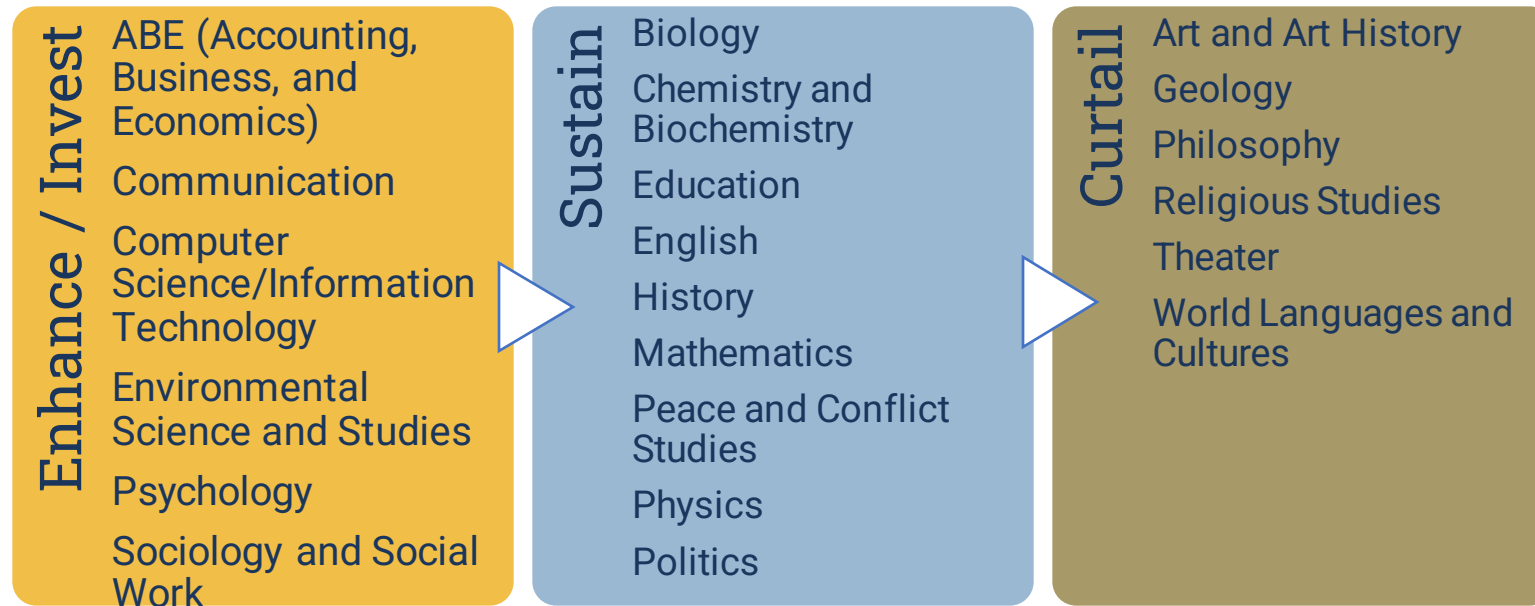 Enhance / Invest
ABE (Accounting,
Business, and
Economics)
Communication
Computer
Science/Information
Technology
Environmental
Science and Studies
Psychology
Sociology and Social
Work
Sustain
Biology
Chemistry and
Biochemistry
Education
English
History
Mathematics
Peace and Conflict
Studies
Physics
Politics
Curtail
Art and Art History
Geology
Philosophy
Religious Studies
Theater
World Languages and
Cultures